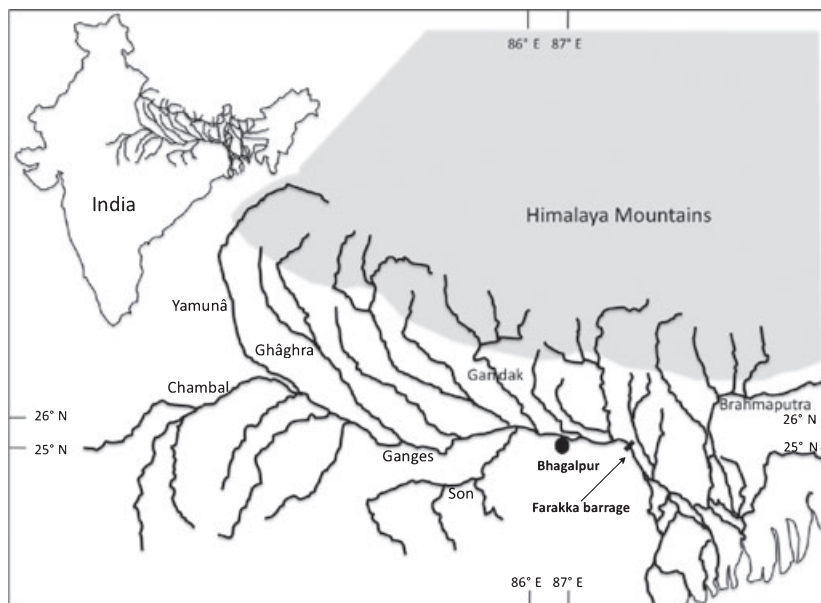 86° E 87° E
India
Himalaya Mountains
Yamunâ
Ghâghra
Chambal
Gandak
Brahmaputra
26° N
26° N
25° N
25° N
Ganges
Bhagalpur
Son
Farakka barrage
86° E 87° E